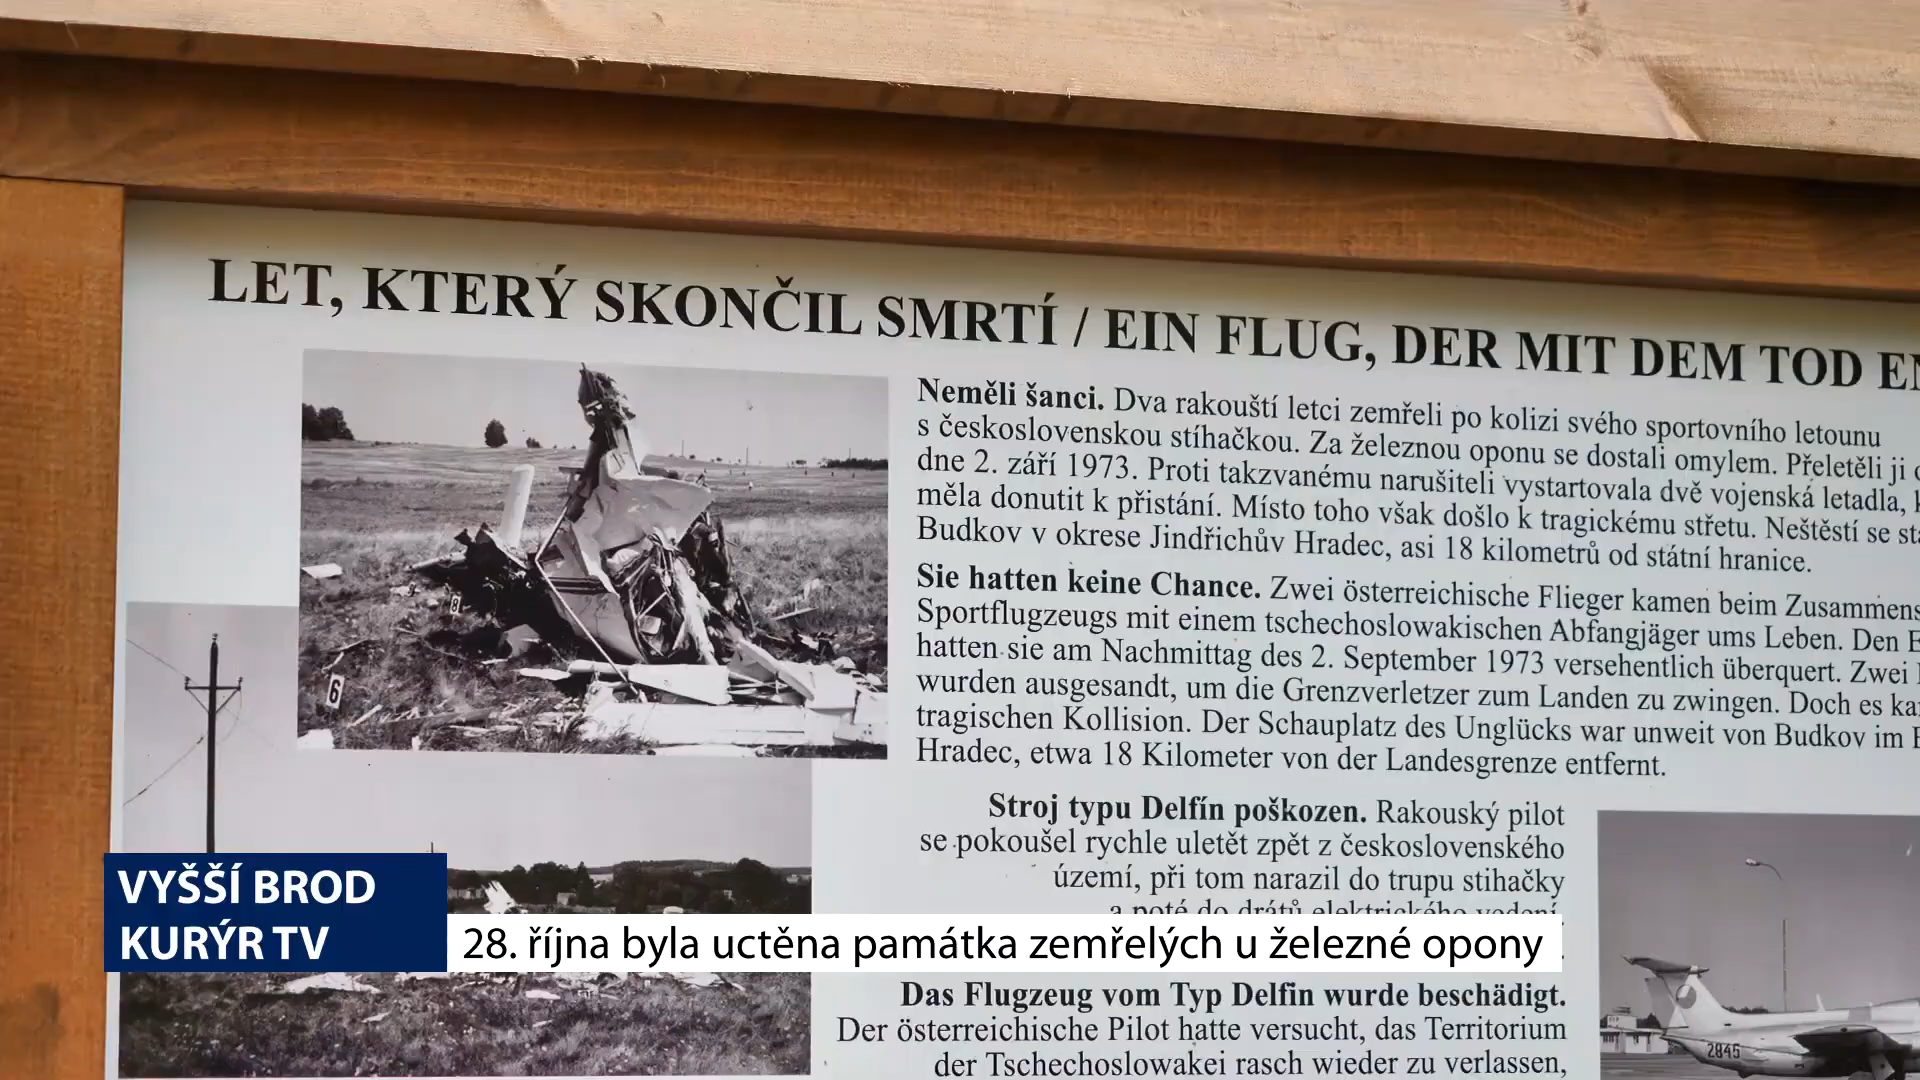 LET, KTERÝ SKONČIL SMRTÍ / EIN FLUG, DER MIT DEM TOD
Neměli šanci. Dva rakouští letci zemřeli po kolizi svého sportovního letounu
s československou stíhačkou. Za železnou oponu se dostali omylem. Přeletěli ji
dne 2. září 1973. Proti takzvanému narušiteli vystartovala dvě vojenská letadla,
měla donutit k přistání. Místo toho však došlo k tragickému střetu. Neštěstí se
Budkov v okrese Jindřichův Hradec, asi 18 kilometrů od státní hranice.
Sie hatten keine Chance. Zwei österreichische Flieger kamen beim
Sportflugzeugs mit einem tschechoslowakischen Abfangjäger ums Leben. Den
hatten sie am Nachmittag des 2. September 1973 versehentlich überquert. Zwei
wurden ausgesandt, um die Grenzverletzer zum Landen zu zwingen. Doch es
tragischen Kollision. Der Schauplatz des Unglücks war unweit von Budkov im
Hradec, etwa 18 Kilometer von der Landesgrenze entfernt.
8
6
Stroj typu Delfín poškozen. Rakouský pilot
se pokoušel rychle uletět zpět z československého
území, při tom narazil do trupu stihačky
a poté do drátů elektrického vedení.
VYŠŠÍ BROD
KURÝR TV
28. října byla uctěna památka zemřelých u železné opony
Das Flugzeug vom Typ Delfin wurde beschädigt.
Der österreichische Pilot hatte versucht, das Territorium
der Tschechoslowakei rasch wieder zu verlassen,
2845